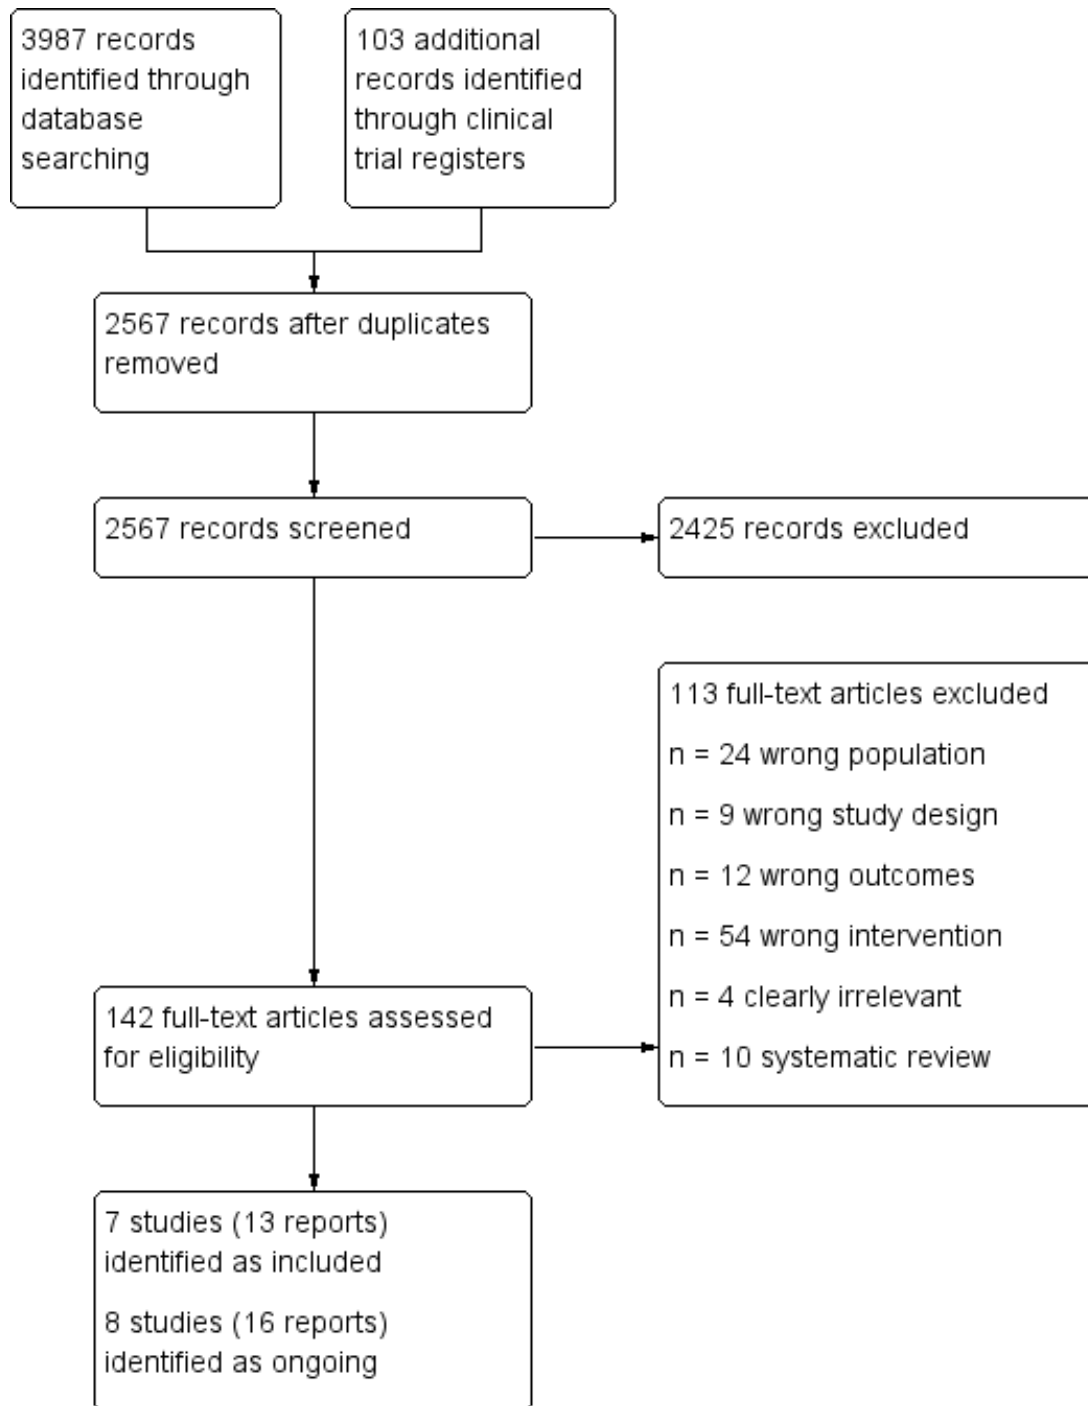 3987 records
identified through
database
searching
103 additional
records identified
through clinical
trial registers
2567 records after duplicates
removed
2567 records screened
2425 records excluded
113 full-text articles excluded
n = 24 wrong population
n = 9 wrong study design
n = 12 wrong outcomes
n = 54 wrong intervention
n = 4 clearly irrelevant
n = 10 systematic review
142 full-text articles assessed
for eligibility
7 studies (13 reports)
identified as included
8 studies (16 reports)
identified as ongoing